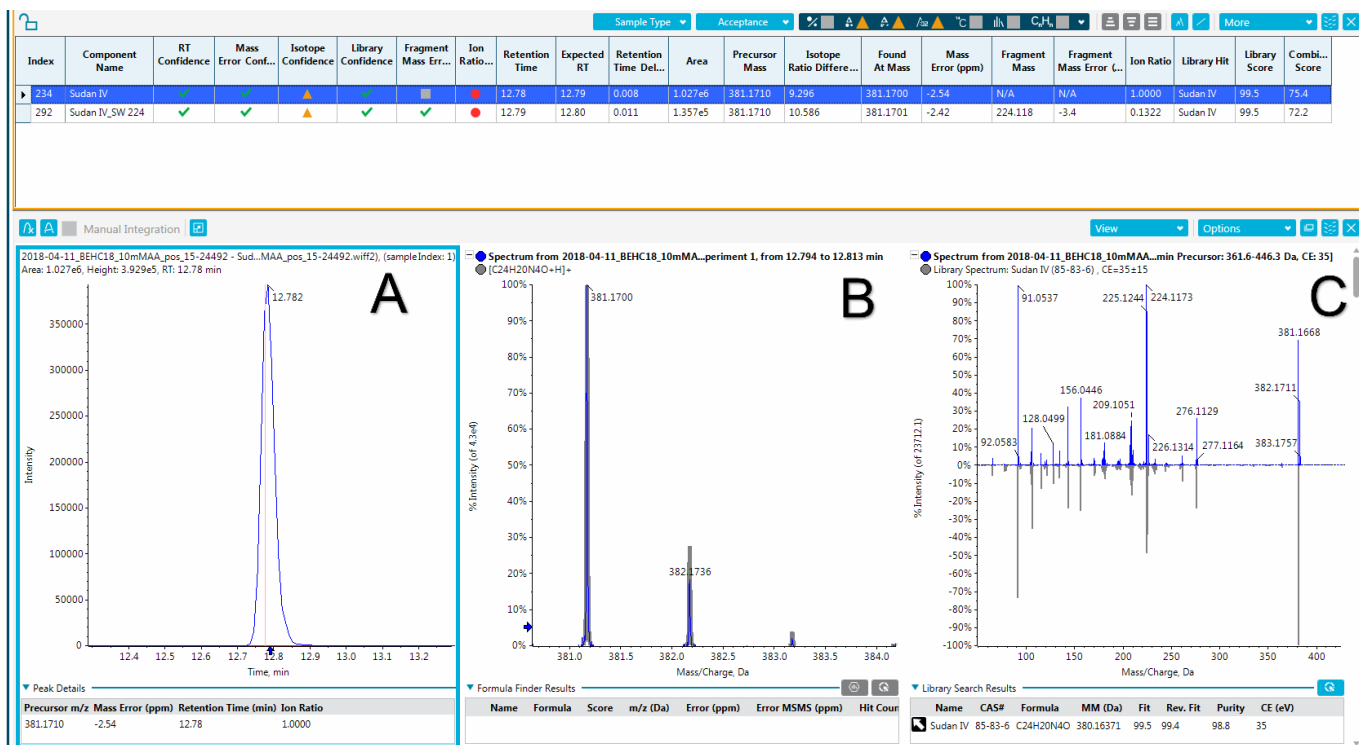 Sample Type Acceptance % °C CₙHₙ More
Index Component Name RT Confidence Mass Error Conf... Isotope Confidence Library Confidence Fragment Mass Err... Ion Ratio... Retention Time Expected RT Retention Time Del... Area Precursor Mass Isotope Ratio Differe... Found At Mass Mass Error (ppm) Fragment Mass Fragment Mass Error (... Ion Ratio Library Hit Library Score Combi... Score
234 Sudan IV 12.78 12.79 0.008 1.027e6 381.1710 9.296 381.1700 -2.54 N/A N/A 1.0000 Sudan IV 99.5 75.4
292 Sudan IV_SW 224 12.79 12.80 0.011 1.357e5 381.1710 10.586 381.1701 -2.42 224.118 -3.4 0.1322 Sudan IV 99.5 72.2
Manual Integration View Options
2018-04-11_BEHC18_10mMAA_pos_15-24492 - Sud...MAA_pos_15-24492.wiff2), (sampleIndex: 1)
Area: 1.027e6, Height: 3.929e5, RT: 12.78 min
A
12.782
350000
300000
250000
200000
150000
100000
50000
0
Intensity
12.4 12.5 12.6 12.7 12.8 12.9 13.0 13.1 13.2
Time, min
Peak Details
Precursor m/z Mass Error (ppm) Retention Time (min) Ion Ratio
381.1710 -2.54 12.78 1.0000
Spectrum from 2018-04-11_BEHC18_10mMA...periment 1, from 12.794 to 12.813 min
[C24H20N4O+H]+
B
100%
90%
80%
70%
60%
50%
40%
30%
20%
10%
0%
381.1700
382.1736
% Intensity (of 4.3e4)
381.0 381.5 382.0 382.5 383.0 383.5 384.0
Mass/Charge, Da
Formula Finder Results
Name Formula Score m/z (Da) Error (ppm) Error MSMS (ppm) Hit Coun
Spectrum from 2018-04-11_BEHC18_10mMAA...min Precursor: 361.6-446.3 Da, CE: 35]
Library Spectrum: Sudan IV (85-83-6) , CE=35±15
C
100%
90%
80%
70%
60%
50%
40%
30%
20%
10%
0%
-10%
-20%
-30%
-40%
-50%
-60%
-70%
-80%
-90%
-100%
91.0537
225.1244
224.1173
381.1668
382.1711
156.0446
209.1051
276.1129
128.0499
92.0583
181.0884
226.1314
277.1164
383.1757
% Intensity (of 23712.1)
100 150 200 250 300 350 400
Mass/Charge, Da
Library Search Results
Name CAS# Formula MM (Da) Fit Rev. Fit Purity CE (eV)
Sudan IV 85-83-6 C24H20N4O 380.16371 99.5 99.4 98.8 35